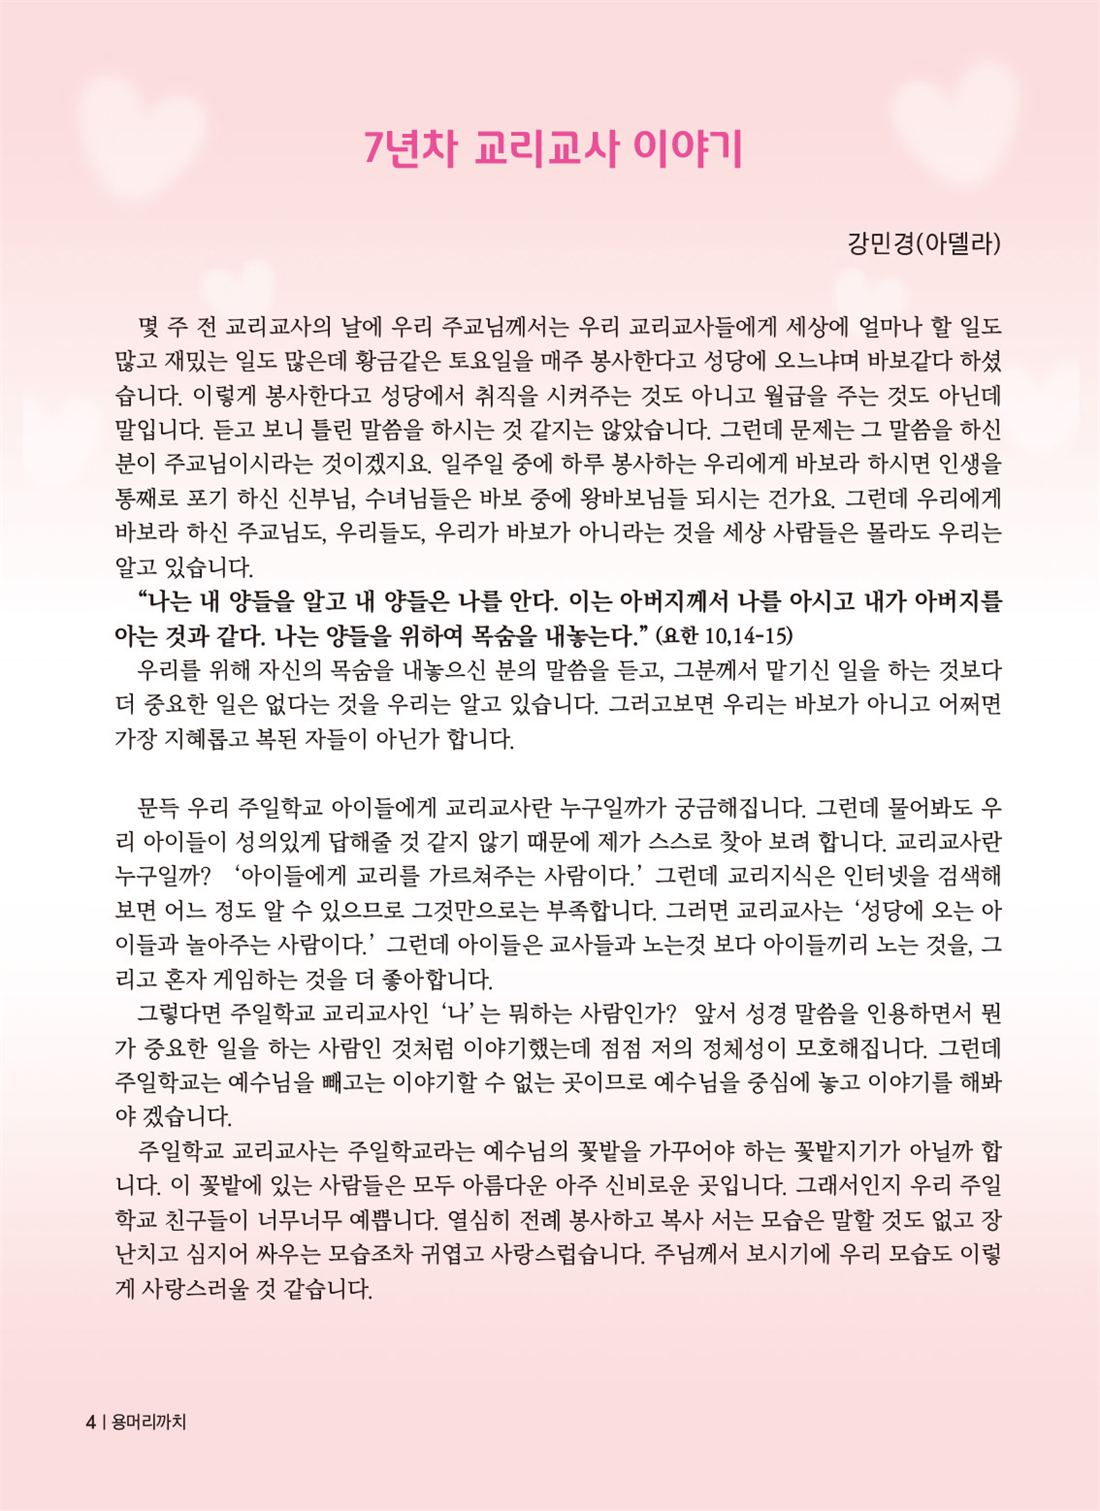 7년차 교리교사 이야기
강민경(아델라)
몇 주 전 교리교사의 날에 우리 주교님께서는 우리 교리교사들에게 세상에 얼마나 할 일도
많고 재밌는 일도 많은데 황금같은 토요일을 매주 봉사한다고 성당에 오느냐며 바보같다 하셨
습니다. 이렇게 봉사한다고 성당에서 취직을 시켜주는 것도 아니고 월급을 주는 것도 아닌데
말입니다. 듣고 보니 틀린 말씀을 하시는 것 같지는 않았습니다. 그런데 문제는 그 말씀을 하신
분이 주교님이시라는 것이겠지요. 일주일 중에 하루 봉사하는 우리에게 바보라 하시면 인생을
통째로 포기 하신 신부님, 수녀님들은 바보 중에 왕바보님들 되시는 건가요. 그런데 우리에게
바보라 하신 주교님도, 우리들도, 우리가 바보가 아니라는 것을 세상 사람들은 몰라도 우리는
알고 있습니다.
“나는 내 양들을 알고 내 양들은 나를 안다. 이는 아버지께서 나를 아시고 내가 아버지를
아는 것과 같다. 나는 양들을 위하여 목숨을 내놓는다.” (요한 10,14-15)
우리를 위해 자신의 목숨을 내놓으신 분의 말씀을 듣고, 그분께서 맡기신 일을 하는 것보다
더 중요한 일은 없다는 것을 우리는 알고 있습니다. 그러고보면 우리는 바보가 아니고 어쩌면
가장 지혜롭고 복된 자들이 아닌가 합니다.
문득 우리 주일학교 아이들에게 교리교사란 누구일까가 궁금해집니다. 그런데 물어봐도 우
리 아이들이 성의있게 답해줄 것 같지 않기 때문에 제가 스스로 찾아 보려 합니다. 교리교사란
누구일까? ‘아이들에게 교리를 가르쳐주는 사람이다.’ 그런데 교리지식은 인터넷을 검색해
보면 어느 정도 알 수 있으므로 그것만으로는 부족합니다. 그러면 교리교사는 ‘성당에 오는 아
이들과 놀아주는 사람이다.’ 그런데 아이들은 교사들과 노는것 보다 아이들끼리 노는 것을, 그
리고 혼자 게임하는 것을 더 좋아합니다.
그렇다면 주일학교 교리교사인 ‘나’는 뭐하는 사람인가? 앞서 성경 말씀을 인용하면서 뭔
가 중요한 일을 하는 사람인 것처럼 이야기했는데 점점 저의 정체성이 모호해집니다. 그런데
주일학교는 예수님을 빼고는 이야기할 수 없는 곳이므로 예수님을 중심에 놓고 이야기를 해봐
야 겠습니다.
주일학교 교리교사는 주일학교라는 예수님의 꽃밭을 가꾸어야 하는 꽃밭지기가 아닐까 합
니다. 이 꽃밭에 있는 사람들은 모두 아름다운 아주 신비로운 곳입니다. 그래서인지 우리 주일
학교 친구들이 너무너무 예쁩니다. 열심히 전례 봉사하고 복사 서는 모습은 말할 것도 없고 장
난치고 심지어 싸우는 모습조차 귀엽고 사랑스럽습니다. 주님께서 보시기에 우리 모습도 이렇
게 사랑스러울 것 같습니다.
4 | 용머리까치